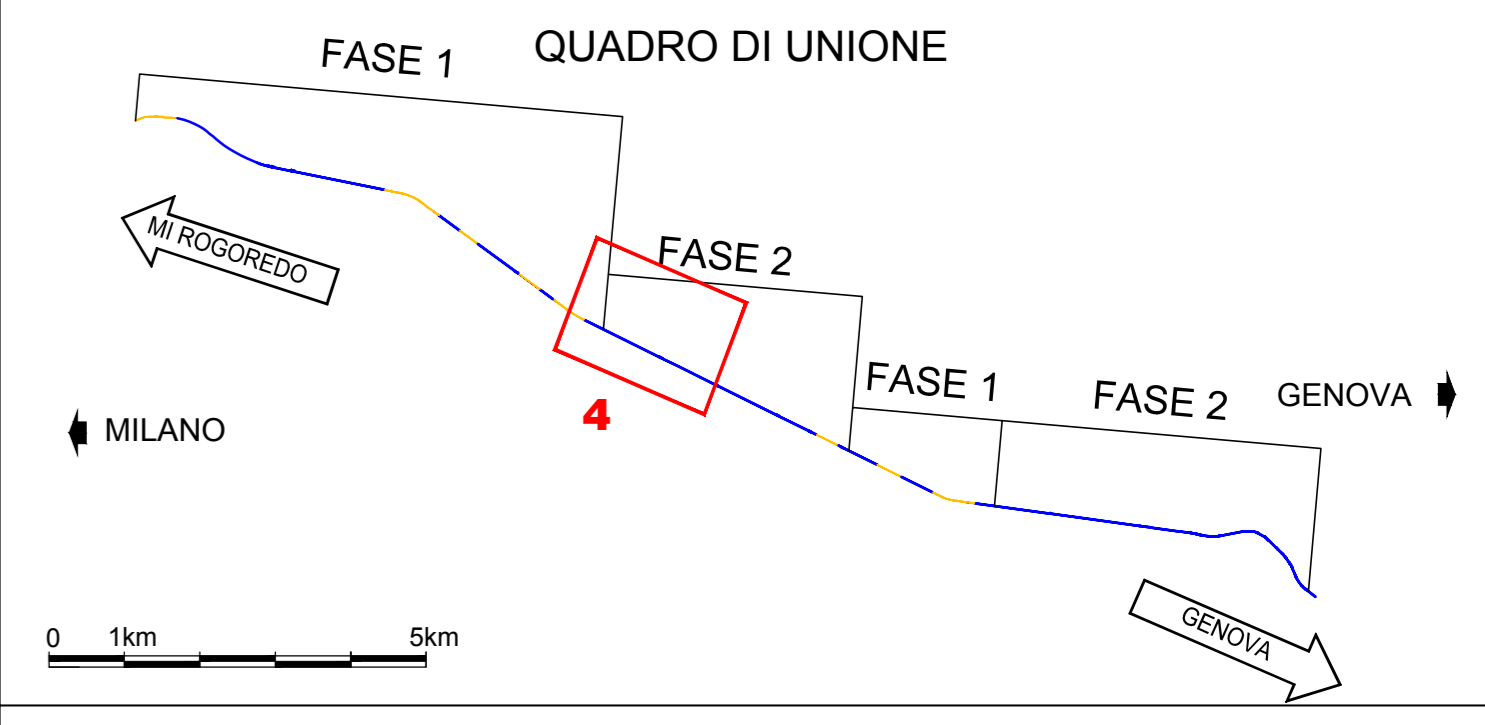 QUADRO DI UNIONE
FASE 1
MI ROGOREDO
FASE 2
FASE 1
FASE 2
GENOVA
4
MILANO
GENOVA
0 1km 5km